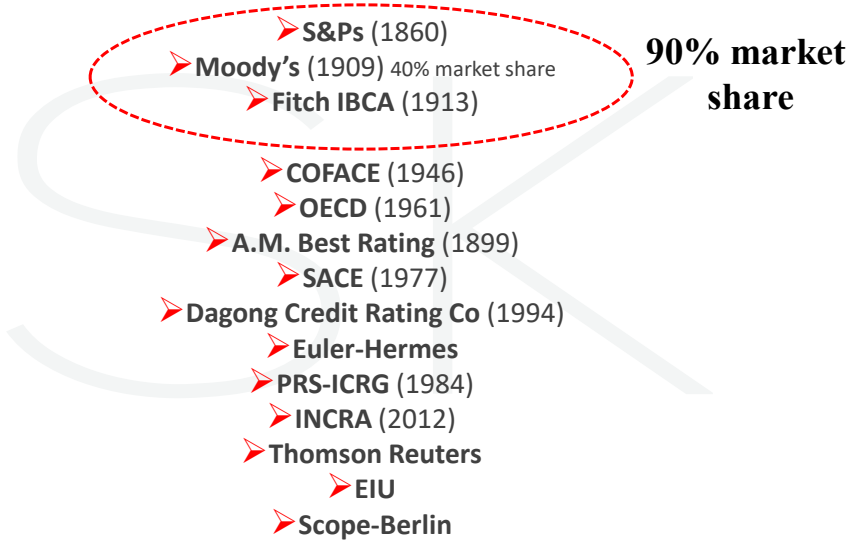 S&Ps (1860)
Moody's (1909) 40% market share
Fitch IBCA (1913)
90% market
share
COFACE (1946)
OECD (1961)
A.M. Best Rating (1899)
SACE (1977)
Dagong Credit Rating Co (1994)
Euler-Hermes
PRS-ICRG (1984)
INCRA (2012)
Thomson Reuters
EIU
Scope-Berlin
SK